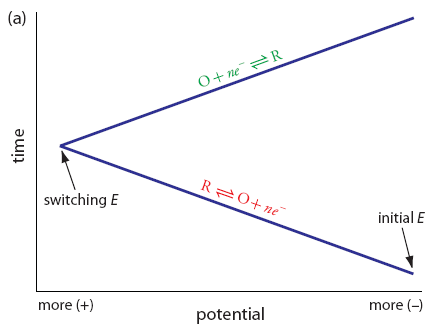 (a)
O + ne⁻ ⇌ R
time
switching E
R ⇌ O + ne⁻
initial E
more (+)
potential
more (–)